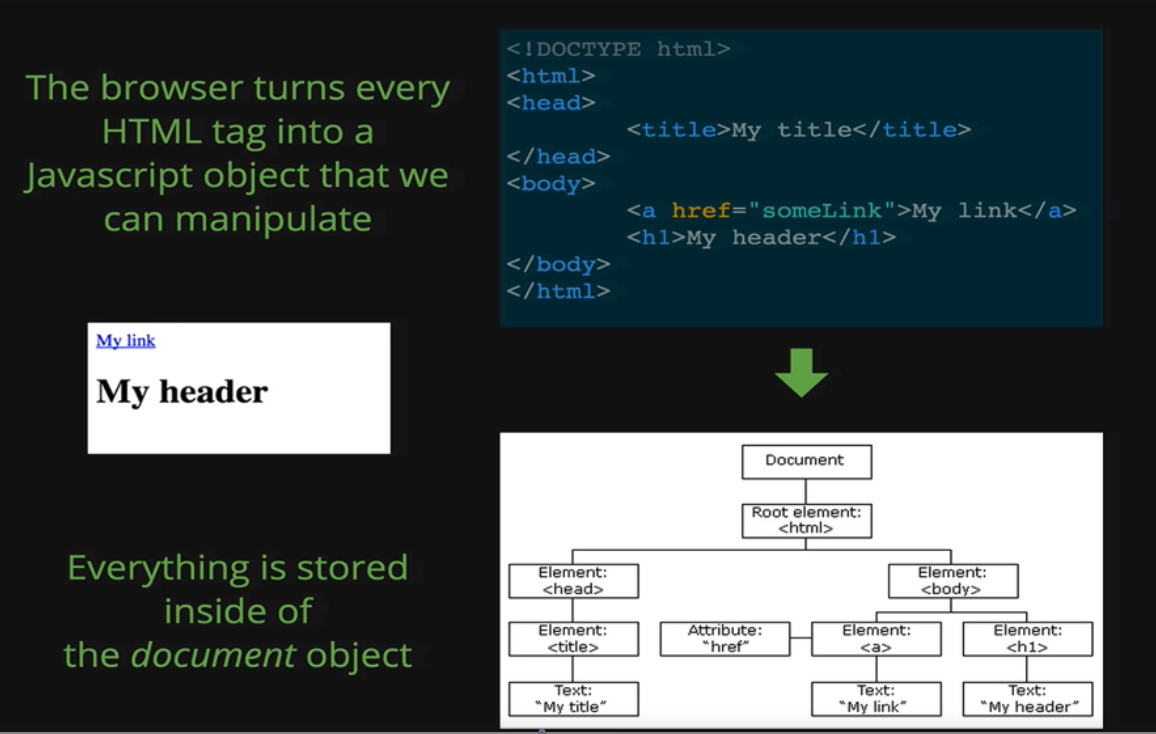 The browser turns every
HTML tag into a
Javascript object that we
can manipulate
<!DOCTYPE html>
<html>
<head>
<title>My title</title>
</head>
<body>
<a href="someLink">My link</a>
<h1>My header</h1>
</body>
</html>
My link
My header
Everything is stored
inside of
the document object
Document
Root element:
<html>
Element:
<head>
Element:
<body>
Element:
<title>
Attribute:
“href”
Element:
<a>
Element:
<h1>
Text:
“My title”
Text:
“My link”
Text:
“My header”